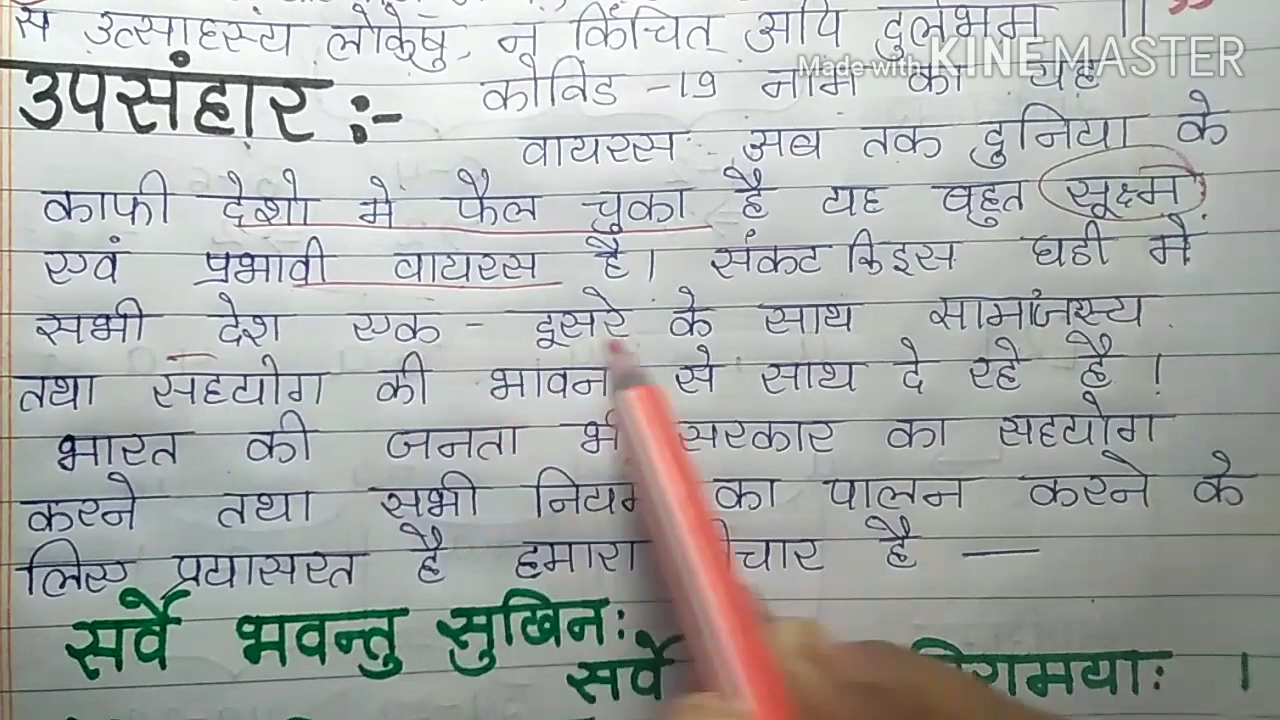 स उत्साहस्य लोकेषु, न किंचित् अपि दुर्लभम ||"
Made with KINEMASTER
उपसंहार :- कोविड -19 नाम का यह
वायरस अब तक दुनिया के
काफी देशो मे फैल चुका है यह बहुत सूक्ष्म
एवं प्रभावी वायरस है। संकट कि इस घडी में
सभी देश एक - दूसरे के साथ सामांजस्य
तथा सहयोग की भावन से साथ दे रहे है !
भारत की जनता भी सरकार का सहयोग
करने तथा सभी नियम का पालन करने के
लिए प्रयासरत है हमारा है —
सर्वे भवन्तु सुखिनः
सर्वे ।